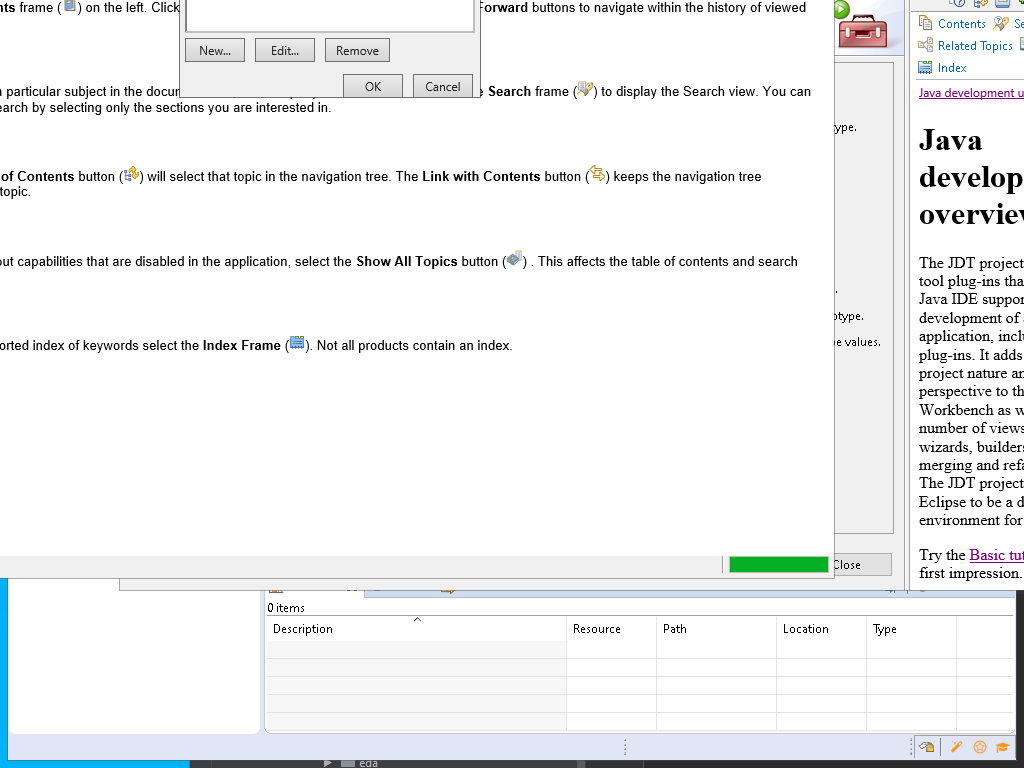 nts frame ( ) on the left. Click
Forward buttons to navigate within the history of viewed
New...
Edit...
Remove
OK
Cancel
a particular subject in the docum
e Search frame ( ) to display the Search view. You can
earch by selecting only the sections you are interested in.
of Contents button ( ) will select that topic in the navigation tree. The Link with Contents button ( ) keeps the navigation tree
topic.
out capabilities that are disabled in the application, select the Show All Topics button ( ) . This affects the table of contents and search
orted index of keywords select the Index Frame ( ). Not all products contain an index.
ype.
otype.
e values.
Close
Contents
Se
Related Topics
Index
Java development u
Java
develop
overview
The JDT project
tool plug-ins tha
Java IDE suppor
development of a
application, inclu
plug-ins. It adds
project nature an
perspective to th
Workbench as w
number of views
wizards, builders
merging and refa
The JDT project
Eclipse to be a d
environment for
Try the Basic tut
first impression.
0 items
Description
Resource
Path
Location
Type
eda